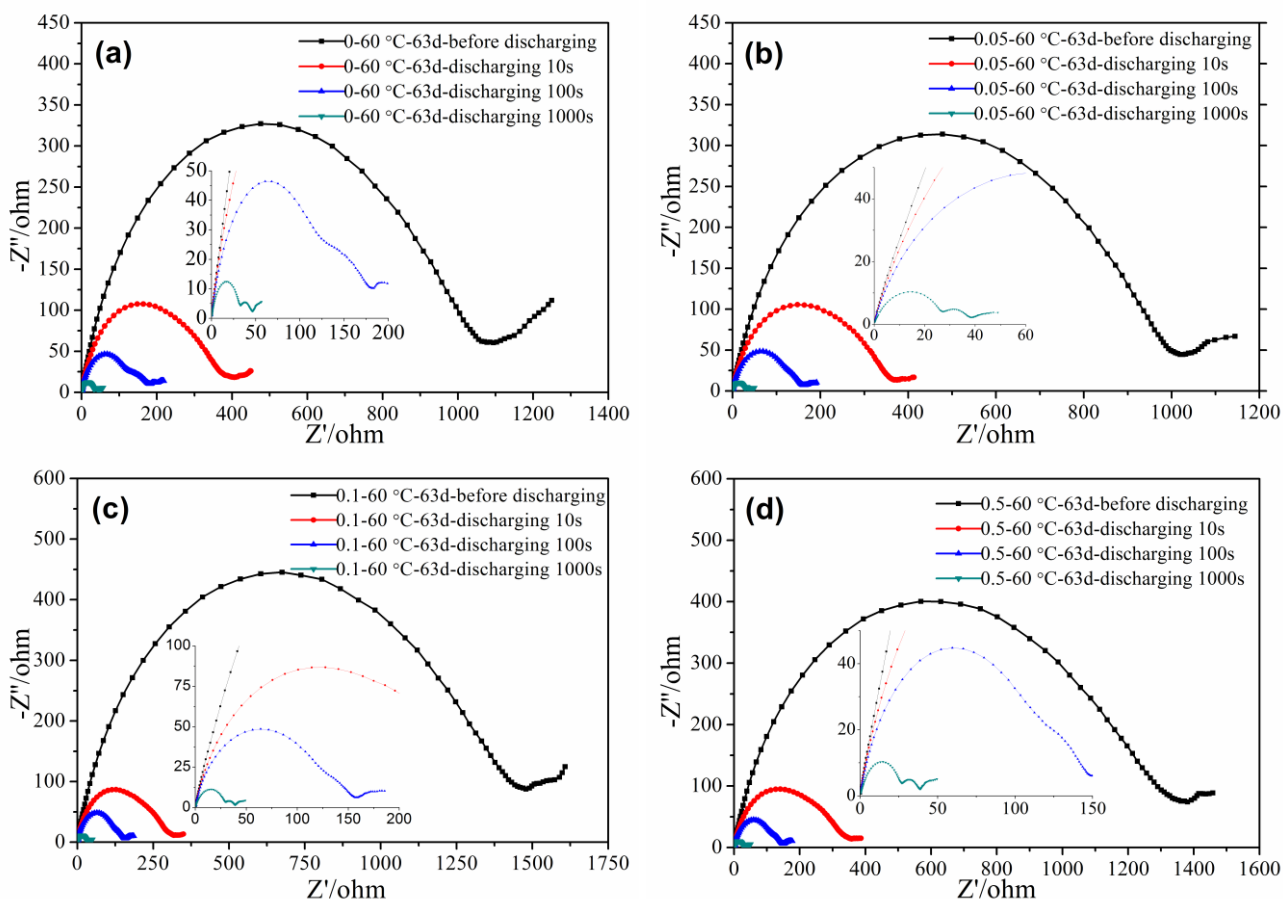 (a)
0-60 °C-63d-before discharging
0-60 °C-63d-discharging 10s
0-60 °C-63d-discharging 100s
0-60 °C-63d-discharging 1000s
-Z"/ohm
450
400
350
300
250
200
150
100
50
0
0 200 400 600 800 1000 1200 1400
Z'/ohm
50
40
30
20
10
0
0 50 100 150 200
(b)
0.05-60 °C-63d-before discharging
0.05-60 °C-63d-discharging 10s
0.05-60 °C-63d-discharging 100s
0.05-60 °C-63d-discharging 1000s
-Z"/ohm
450
400
350
300
250
200
150
100
50
0
0 200 400 600 800 1000 1200
Z'/ohm
40
20
0
0 20 40 60
(c)
0.1-60 °C-63d-before discharging
0.1-60 °C-63d-discharging 10s
0.1-60 °C-63d-discharging 100s
0.1-60 °C-63d-discharging 1000s
-Z"/ohm
600
500
400
300
200
100
0
0 250 500 750 1000 1250 1500 1750
Z'/ohm
100
75
50
25
0
0 50 100 150 200
(d)
0.5-60 °C-63d-before discharging
0.5-60 °C-63d-discharging 10s
0.5-60 °C-63d-discharging 100s
0.5-60 °C-63d-discharging 1000s
-Z"/ohm
600
500
400
300
200
100
0
0 200 400 600 800 1000 1200 1400 1600
Z'/ohm
40
20
0
0 50 100 150